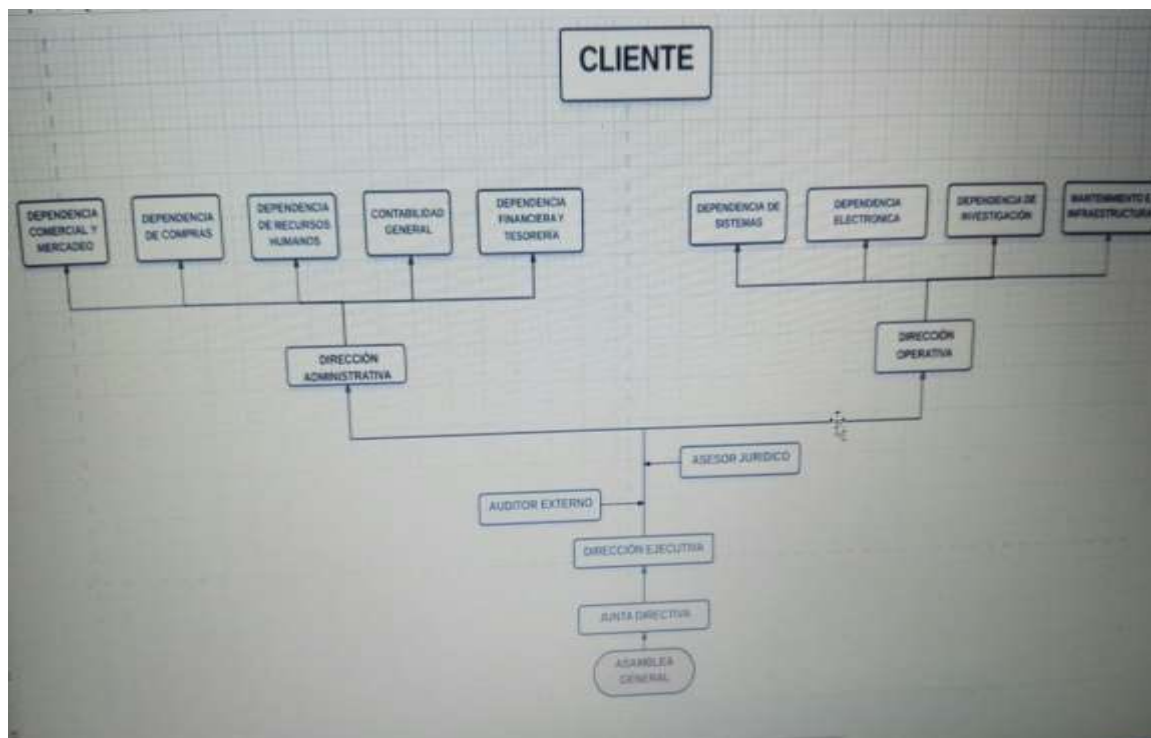 CLIENTE
DEPENDENCIA
COMERCIAL Y
MERCADEO
DEPENDENCIA
DE COMPRAS
DEPENDENCIA
DE RECURSOS
HUMANOS
CONTABILIDAD
GENERAL
DEPENDENCIA
FINANCIERA Y
TESORERÍA
DEPENDENCIA DE
SISTEMAS
DEPENDENCIA
ELECTRONICA
DEPENDENCIA DE
INVESTIGACIÓN
MANTENIMIENTO E
INFRAESTRUCTURA
DIRECCIÓN
ADMINISTRATIVA
DIRECCIÓN
OPERATIVA
ASESOR JURIDICO
AUDITOR EXTERNO
DIRECCIÓN EJECUTIVA
JUNTA DIRECTIVA
ASAMBLEA
GENERAL